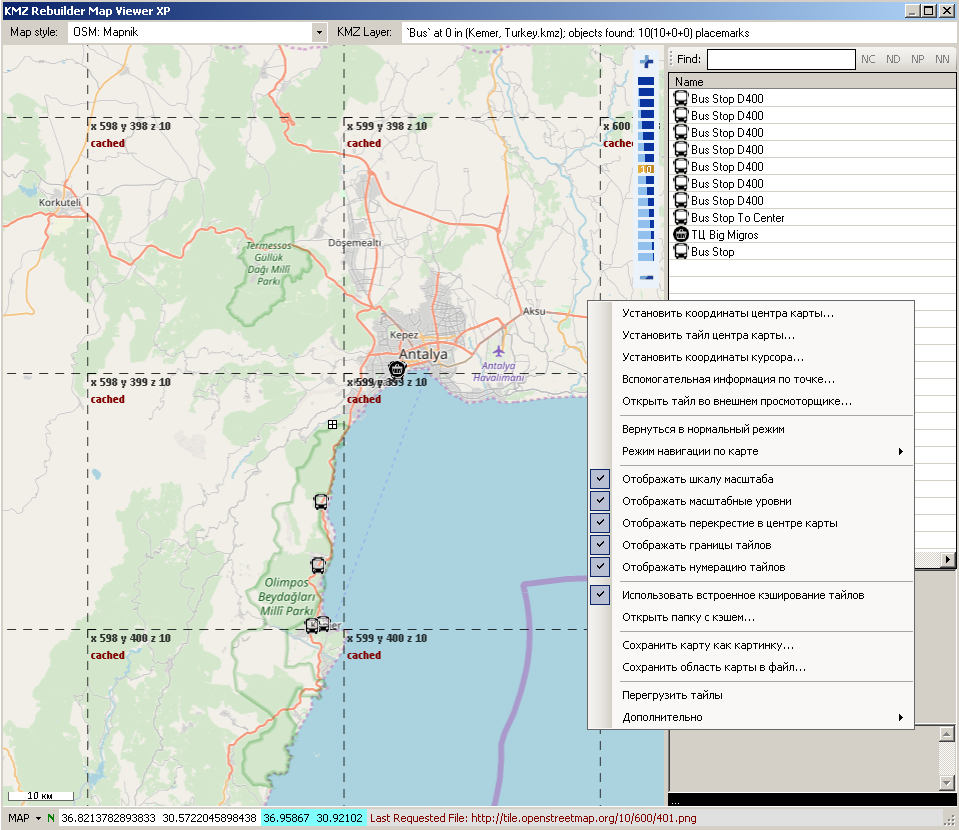 KMZ Rebuilder Map Viewer XP
Map style: OSM: Mapnik KMZ Layer: `Bus` at 0 in (Kemer, Turkey.kmz); objects found: 10(10+0+0) placemarks
Find: NC ND NP NN
Name
Bus Stop D400
Bus Stop D400
Bus Stop D400
Bus Stop D400
Bus Stop D400
Bus Stop D400
Bus Stop D400
Bus Stop To Center
ТЦ Big Migros
Bus Stop
10
x 598 y 398 z 10
cached
x 599 y 398 z 10
cached
x 600
cache
Korkuteli
Termessos
Güllük
Dağı Millî
Parkı
Döşemealtı
Aksu
Kepez
Antalya
Antalya
Havalimanı
x 598 y 399 z 10
cached
x 599 y 399 z 10
cached
Olimpos
Beydağları
Millî Parkı
x 598 y 400 z 10
cached
x 599 y 400 z 10
cached
Установить координаты центра карты...
Установить тайл центра карты...
Установить координаты курсора...
Вспомогательная информация по точке...
Открыть тайл во внешнем просмоторщике...
Вернуться в нормальный режим
Режим навигации по карте
Отображать шкалу масштаба
Отображать масштабные уровни
Отображать перекрестие в центре карты
Отображать границы тайлов
Отображать нумерацию тайлов
Использовать встроенное кэширование тайлов
Открыть папку с кэшем...
Сохранить карту как картинку...
Сохранить область карты в файл...
Перегрузить тайлы
Дополнительно
...
10 км
MAP N 36.8213782893833 30.5722045898438 36.95867 30.92102 Last Requested File: http://tile.openstreetmap.org/10/600/401.png